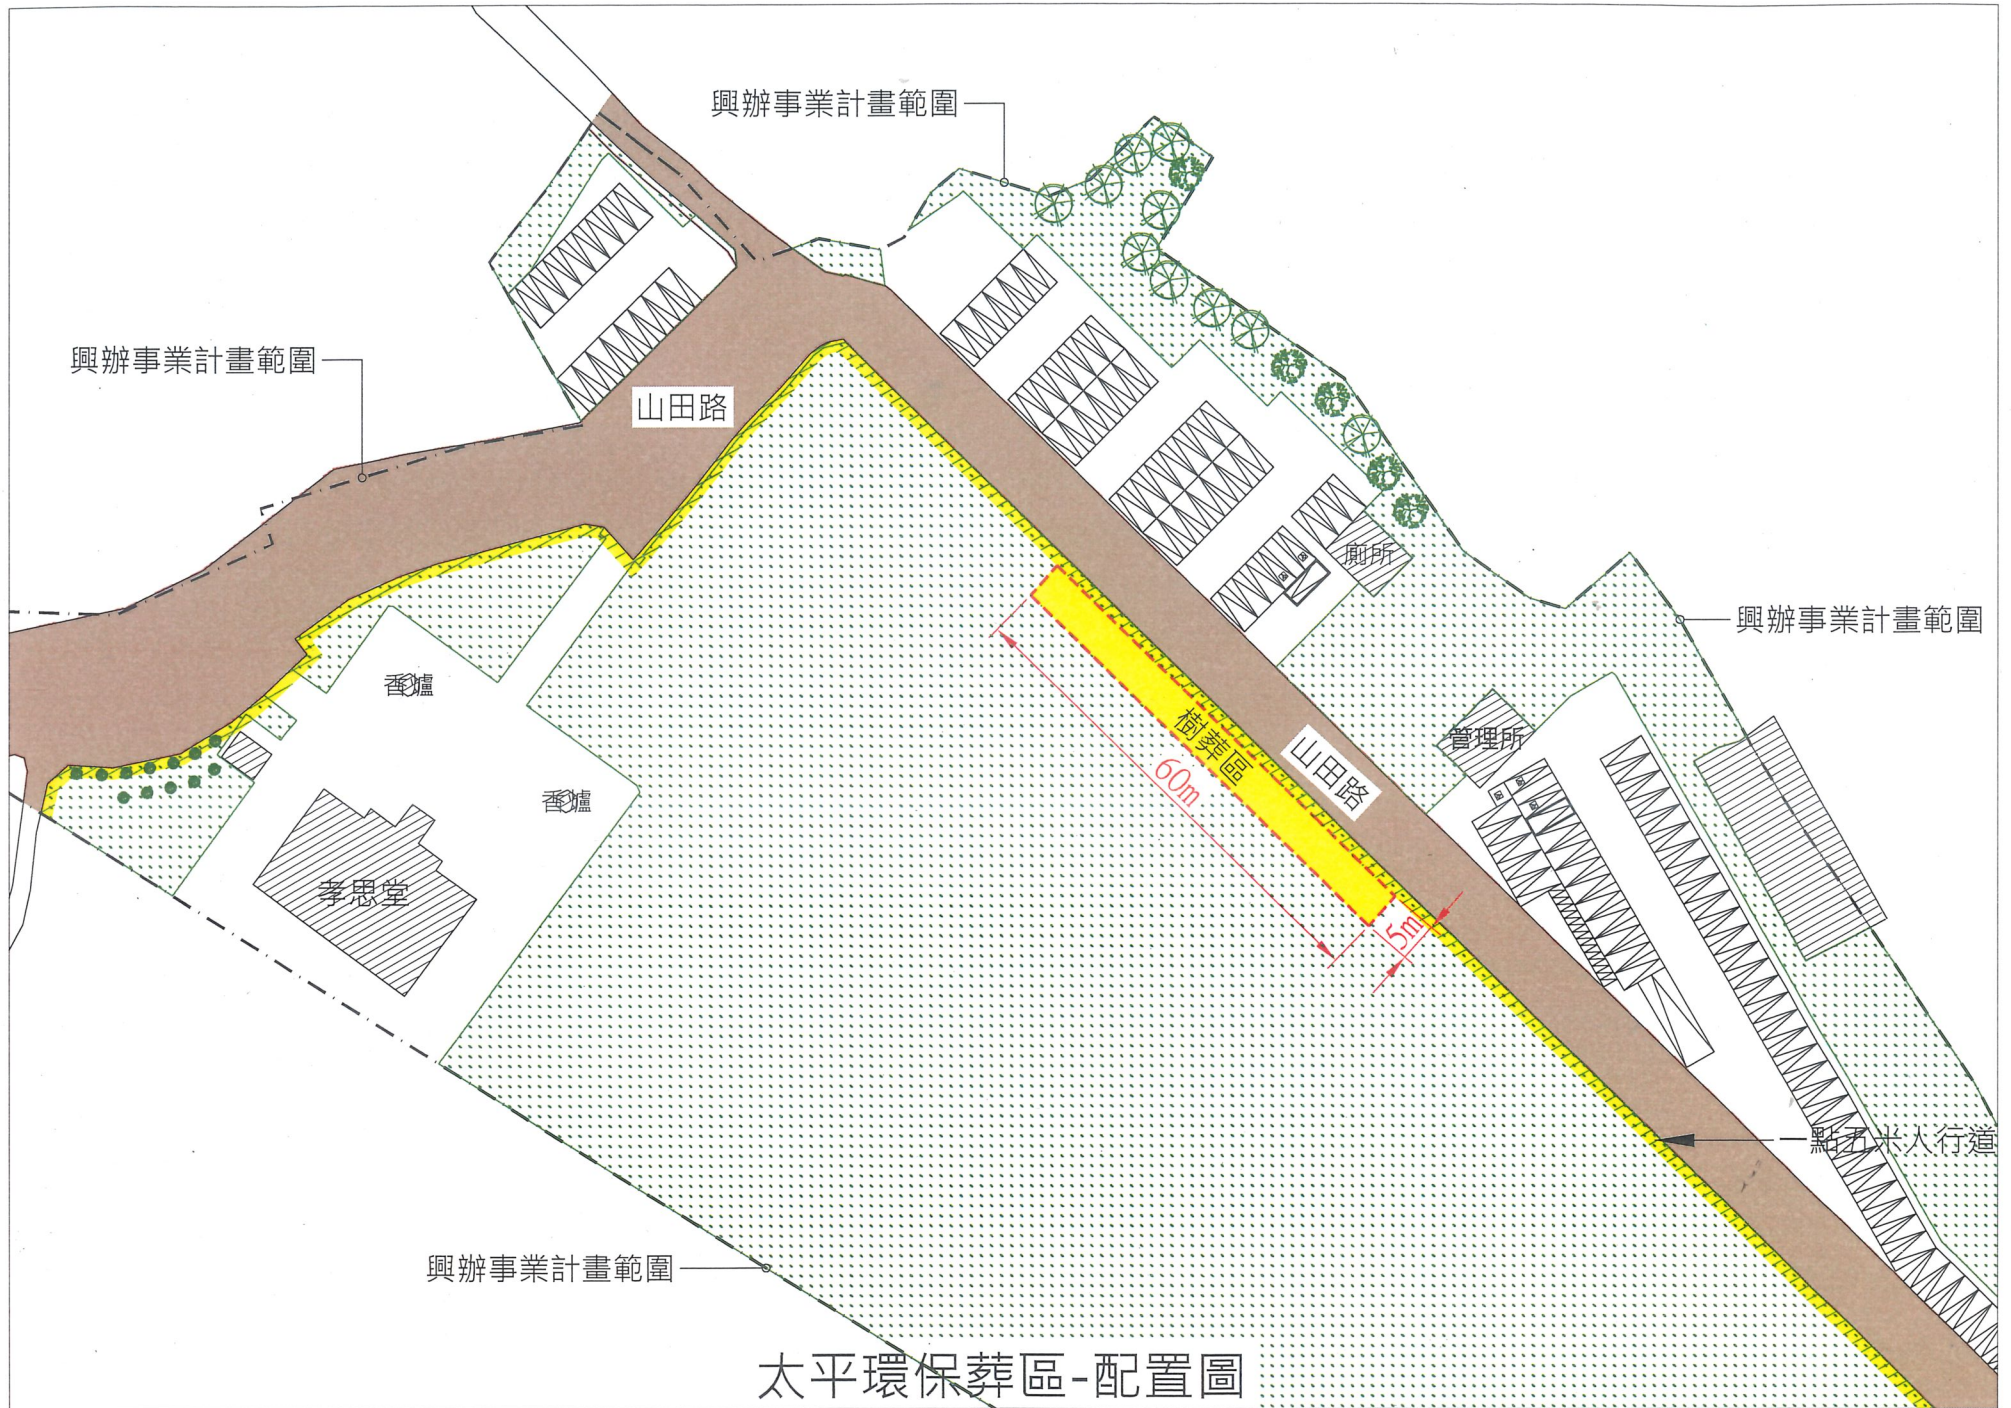 興辦事業計畫範圍
興辦事業計畫範圍
山田路
廁所
興辦事業計畫範圍
香爐
樹葬區
60m
山田路
管理所
香爐
孝思堂
5m
一點五米人行道
興辦事業計畫範圍
太平環保葬區-配置圖